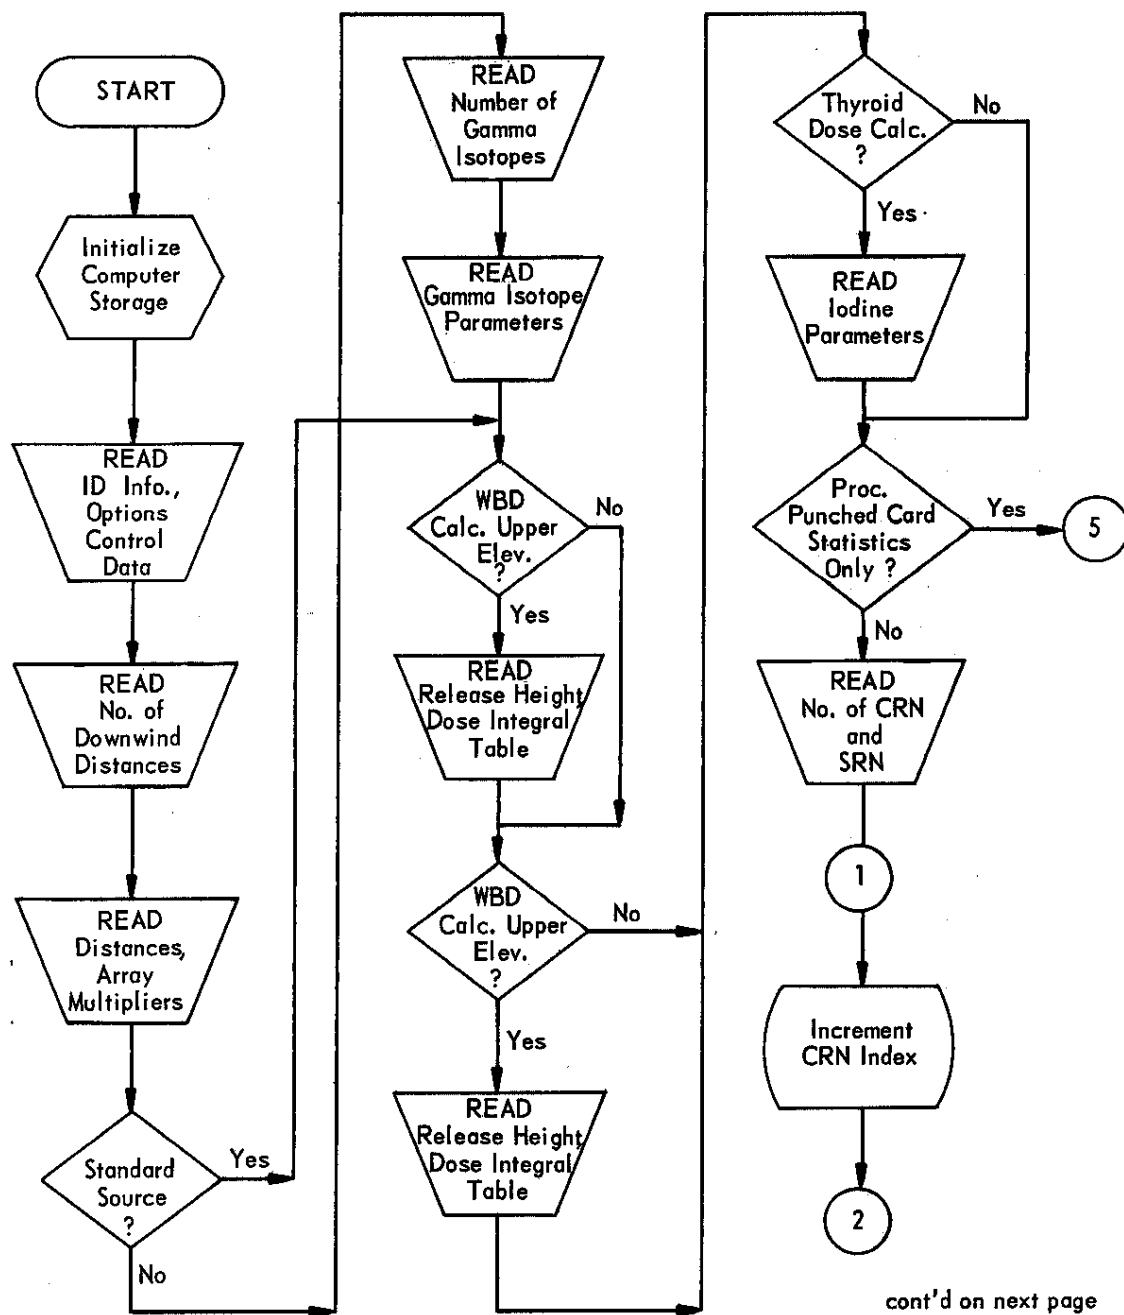 START
Initialize
Computer
Storage
READ
ID Info.,
Options
Control
Data
READ
No. of
Downwind
Distances
READ
Distances,
Array
Multipliers
Standard
Source
?
Yes
No
READ
Number of
Gamma
Isotopes
READ
Gamma Isotope
Parameters
WBD
Calc. Upper
Elev.
?
No
Yes
READ
Release Height,
Dose Integral
Table
WBD
Calc. Upper
Elev.
?
No
Yes
READ
Release Height,
Dose Integral
Table
Thyroid
Dose Calc.
?
No
Yes
READ
Iodine
Parameters
Proc.
Punched Card
Statistics
Only ?
Yes
5
No
READ
No. of CRN
and
SRN
1
Increment
CRN Index
2
cont'd on next page